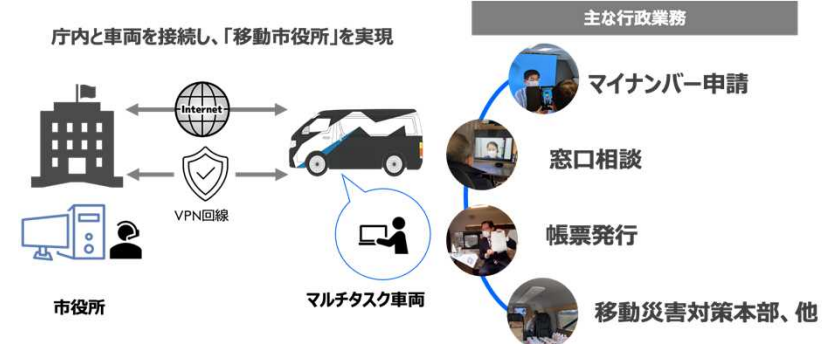 庁内と車両を接続し、「移動市役所」を実現
Internet
VPN回線
市役所
マルチタスク車両
主な行政業務
マイナンバー申請
窓口相談
帳票発行
移動災害対策本部、他